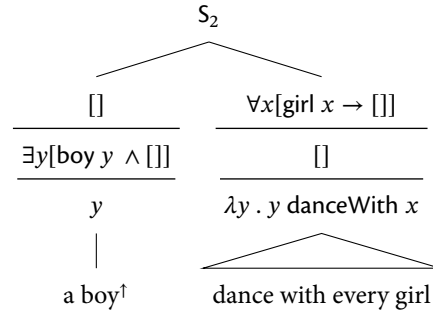 S₂
[] ∀x[girl x → []]
∃y[boy y ∧ []] []
y λy . y danceWith x
a boy↑ dance with every girl